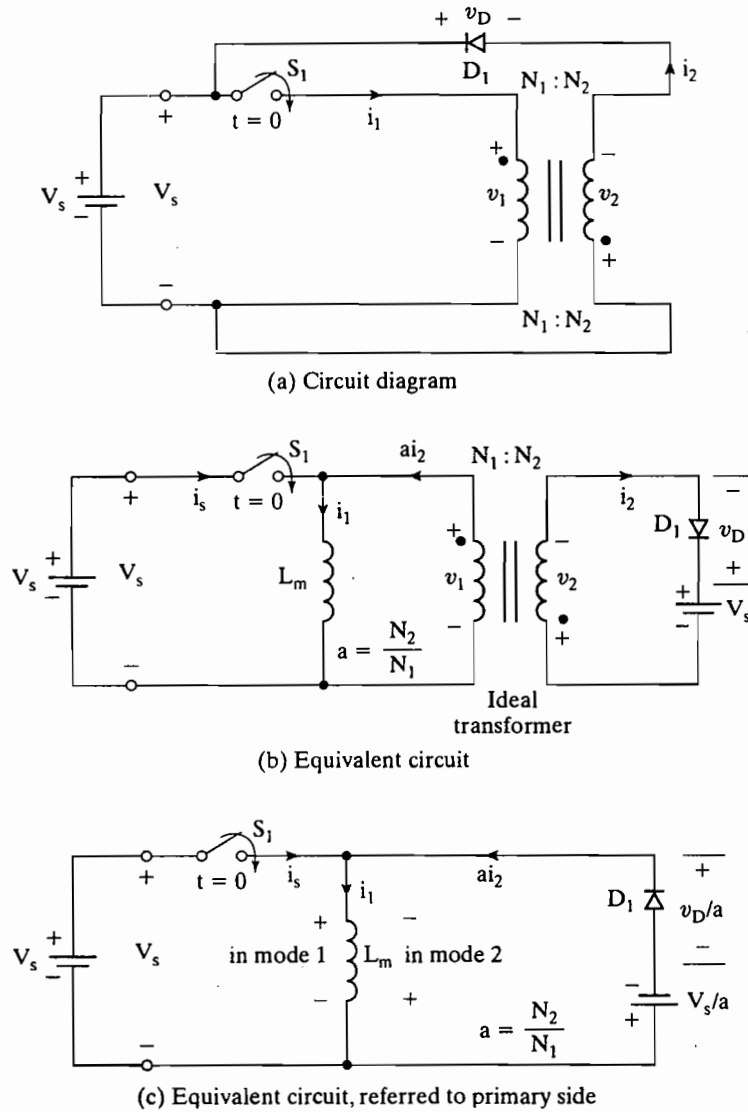 + v_D −
D₁
S₁
N₁ : N₂
i₂
+ t = 0 i₁
+ V_s − V_s
+ v₁ −
− v₂ +
−
N₁ : N₂
(a) Circuit diagram
S₁
ai₂
N₁ : N₂
+ i_s t = 0
i₁
i₂
−
D₁ v_D
+ V_s − V_s
L_m
+ v₁ −
− v₂ +
+
+ − V_s
−
a = N₂/N₁
Ideal
transformer
(b) Equivalent circuit
S₁
+ t = 0 i_s
i₁
ai₂
+
D₁ v_D/a
+ V_s − V_s
+ in mode 1 −
L_m
− in mode 2 +
−
− + V_s/a
−
a = N₂/N₁
(c) Equivalent circuit, referred to primary side